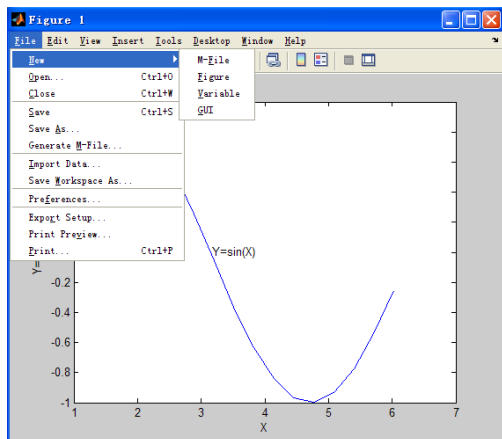 Figure 1
File Edit View Insert Tools Desktop Window Help
New
Open... Ctrl+O
Close Ctrl+W
Save Ctrl+S
Save As...
Generate M-File...
Import Data...
Save Workspace As...
Preferences...
Export Setup...
Print Preview...
Print... Ctrl+P
M-File
Figure
Variable
GUI
Y=sin(X)
Y=
-0.2
-0.4
-0.6
-0.8
-1
1 2 3 4 5 6 7
X